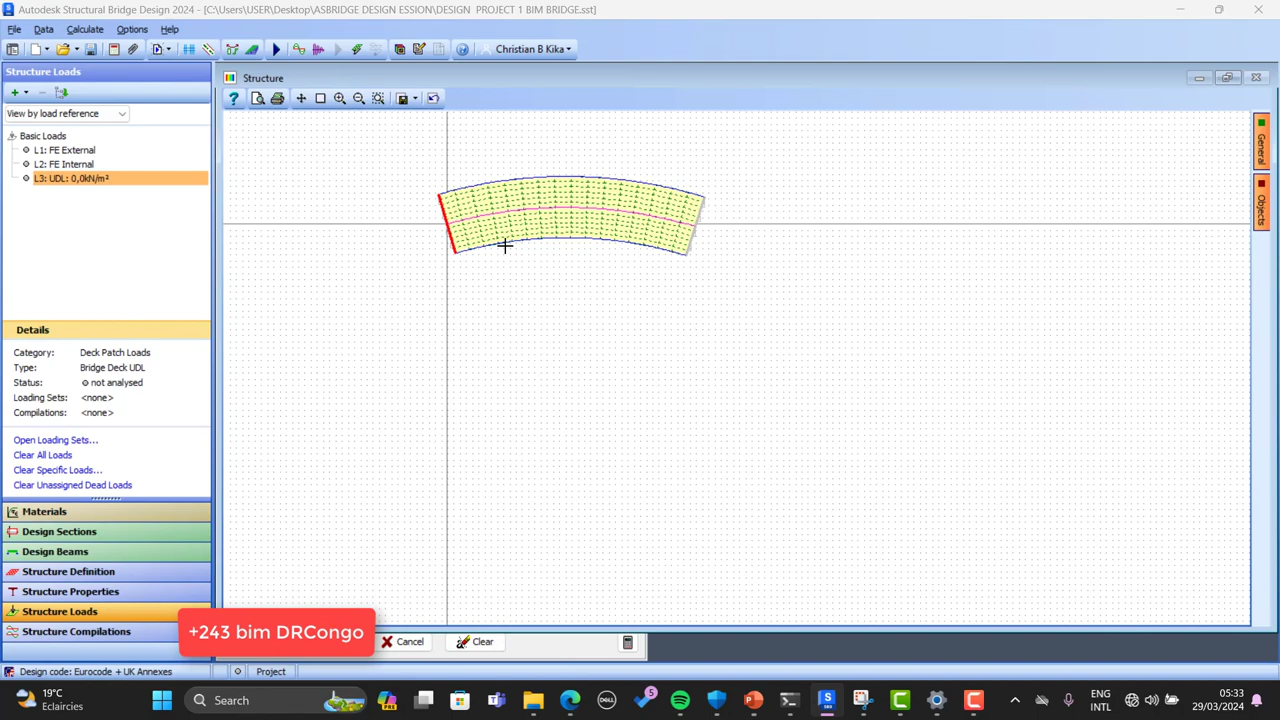 Autodesk Structural Bridge Design 2024 - [C:\Users\USER\Desktop\ASBRIDGE DESIGN ESSION\DESIGN  PROJECT 1 BIM BRIDGE.sst]
File Data Calculate Options Help
Christian B Kika
Structure Loads
Structure
View by load reference
Basic Loads
L1: FE External
L2: FE Internal
L3: UDL: 0,0kN/m²
General
Objects
Details
Category: Deck Patch Loads
Type: Bridge Deck UDL
Status: not analysed
Loading Sets: <none>
Compilations: <none>
Open Loading Sets...
Clear All Loads
Clear Specific Loads...
Clear Unassigned Dead Loads
Materials
Design Sections
Design Beams
Structure Definition
Structure Properties
Structure Loads
Structure Compilations
+243 bim DRCongo
Cancel Clear
Design code: Eurocode + UK Annexes Project
19°C
Eclaircies
Search
PRE
DELL
5
ENG
INTL
05:33
29/03/2024